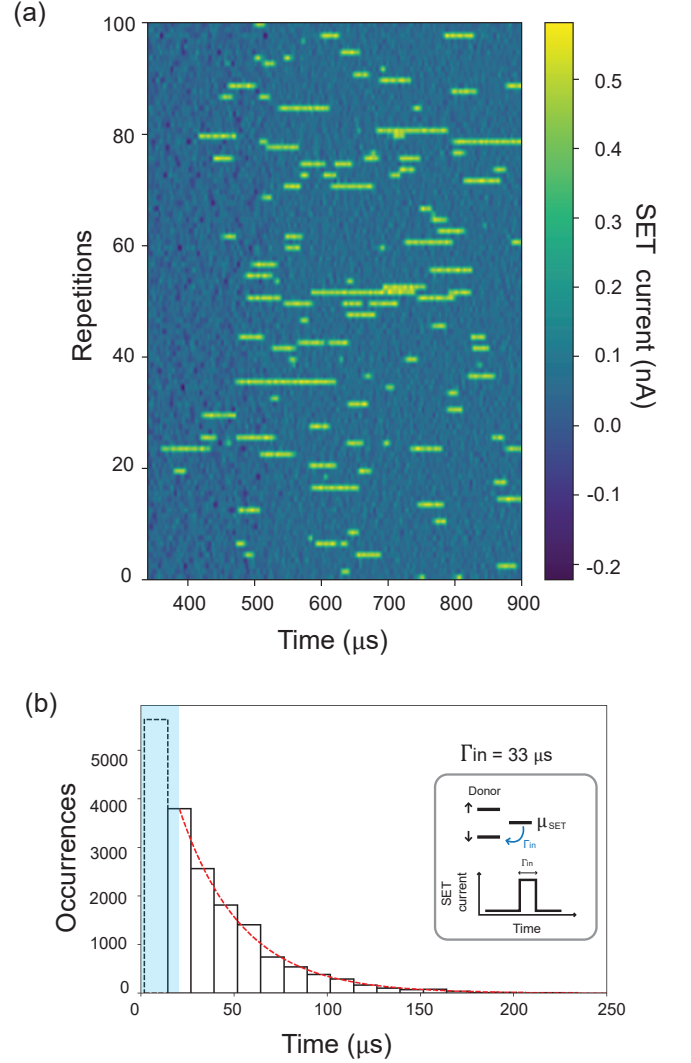 (a)
100
80
60
40
20
0
Repetitions
400 500 600 700 800 900
Time (μs)
0.5
0.4
0.3
0.2
0.1
0.0
-0.1
-0.2
SET current (nA)
(b)
5000
4000
3000
2000
1000
0
Occurrences
0 50 100 150 200 250
Time (μs)
Γin = 33 μs
Donor
↑
↓
μSET
Γin
Γin
SET
current
Time